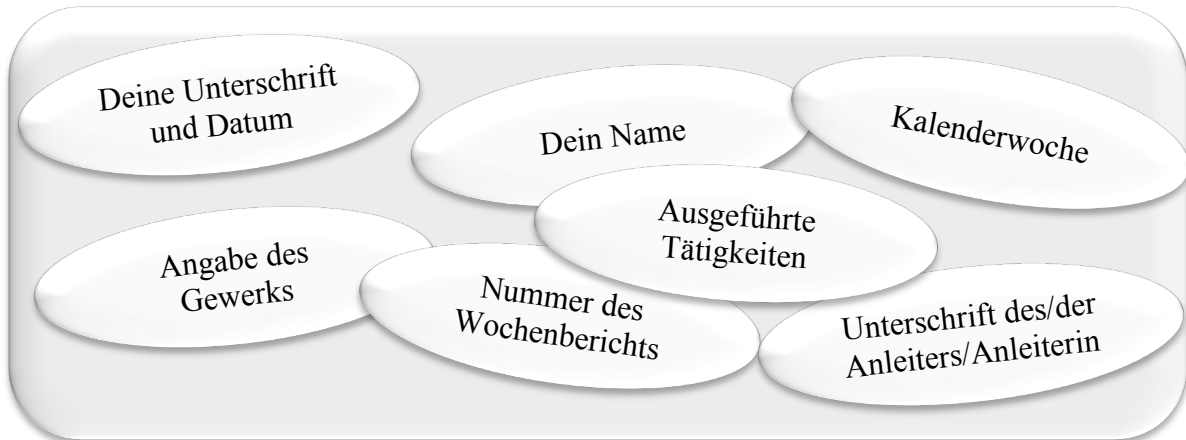 Deine Unterschrift
und Datum
Dein Name
Kalenderwoche
Ausgeführte
Tätigkeiten
Angabe des
Gewerks
Nummer des
Wochenberichts
Unterschrift des/der
Anleiters/Anleiterin